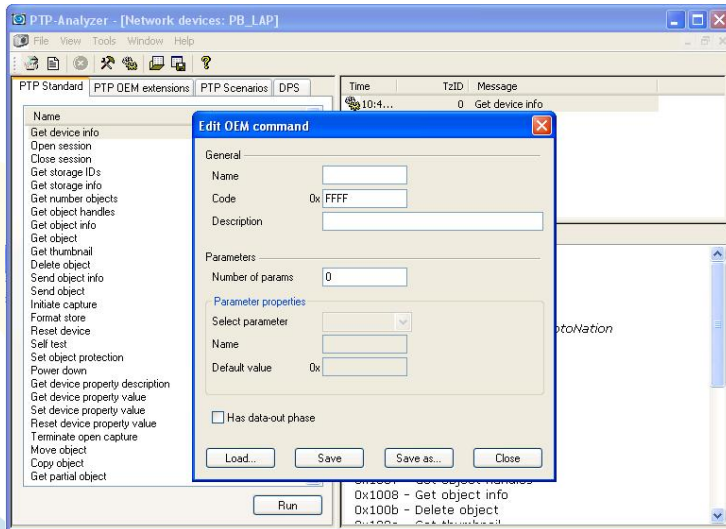 PTP-Analyzer - [Network devices: PB_LAP]
File View Tools Window Help
PTP Standard PTP OEM extensions PTP Scenarios DPS
Name
Get device info
Open session
Close session
Get storage IDs
Get storage info
Get number objects
Get object handles
Get object info
Get object
Get thumbnail
Delete object
Send object info
Send object
Initiate capture
Format store
Reset device
Self test
Set object protection
Power down
Get device property description
Get device property value
Set device property value
Reset device property value
Terminate open capture
Move object
Copy object
Get partial object
Run
Time TzID Message
10:4... 0 Get device info
Edit OEM command
General
Name
Code 0x FFFF
Description
Parameters
Number of params 0
Parameter properties
Select parameter
Name
Default value 0x
Has data-out phase
Load... Save Save as... Close
otoNation
0x1008 - Get object info
0x100b - Delete object